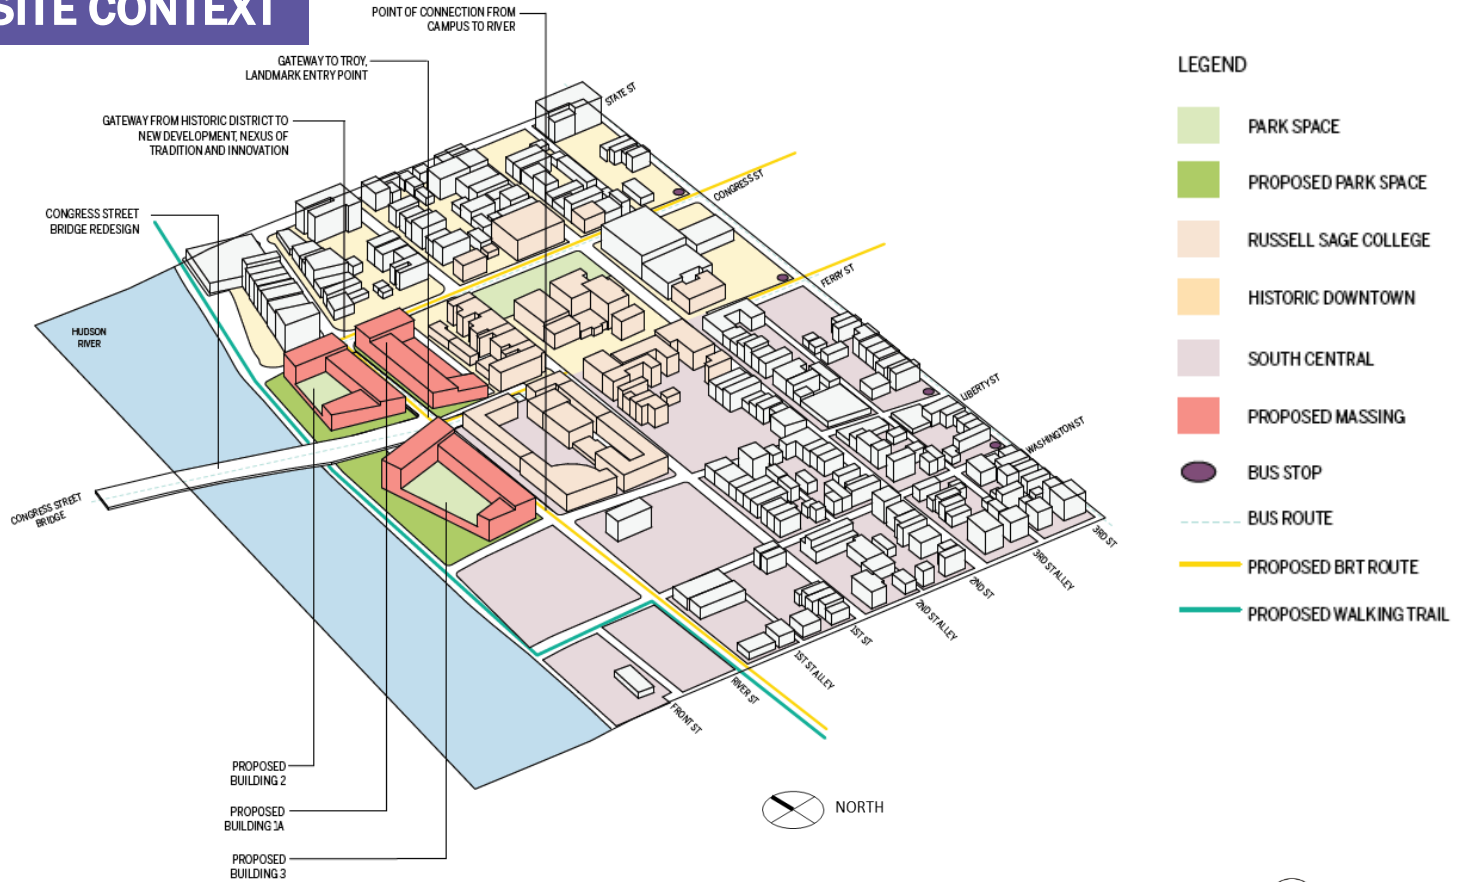 SITE CONTEXT
POINT OF CONNECTION FROM
CAMPUS TO RIVER
GATEWAY TO TROY,
LANDMARK ENTRY POINT
GATEWAY FROM HISTORIC DISTRICT TO
NEW DEVELOPMENT, NEXUS OF
TRADITION AND INNOVATION
CONGRESS STREET
BRIDGE REDESIGN
HUDSON
RIVER
CONGRESS STREET
BRIDGE
STATE ST
CONGRESS ST
FERRY ST
LIBERTY ST
WASHINGTON ST
3RD ST
3RD ST ALLEY
2ND ST
2ND ST ALLEY
1ST ST
1ST ST ALLEY
RIVER ST
FRONT ST
PROPOSED
BUILDING 2
PROPOSED
BUILDING 1A
PROPOSED
BUILDING 3
NORTH
LEGEND
PARK SPACE
PROPOSED PARK SPACE
RUSSELL SAGE COLLEGE
HISTORIC DOWNTOWN
SOUTH CENTRAL
PROPOSED MASSING
BUS STOP
BUS ROUTE
PROPOSED BRT ROUTE
PROPOSED WALKING TRAIL